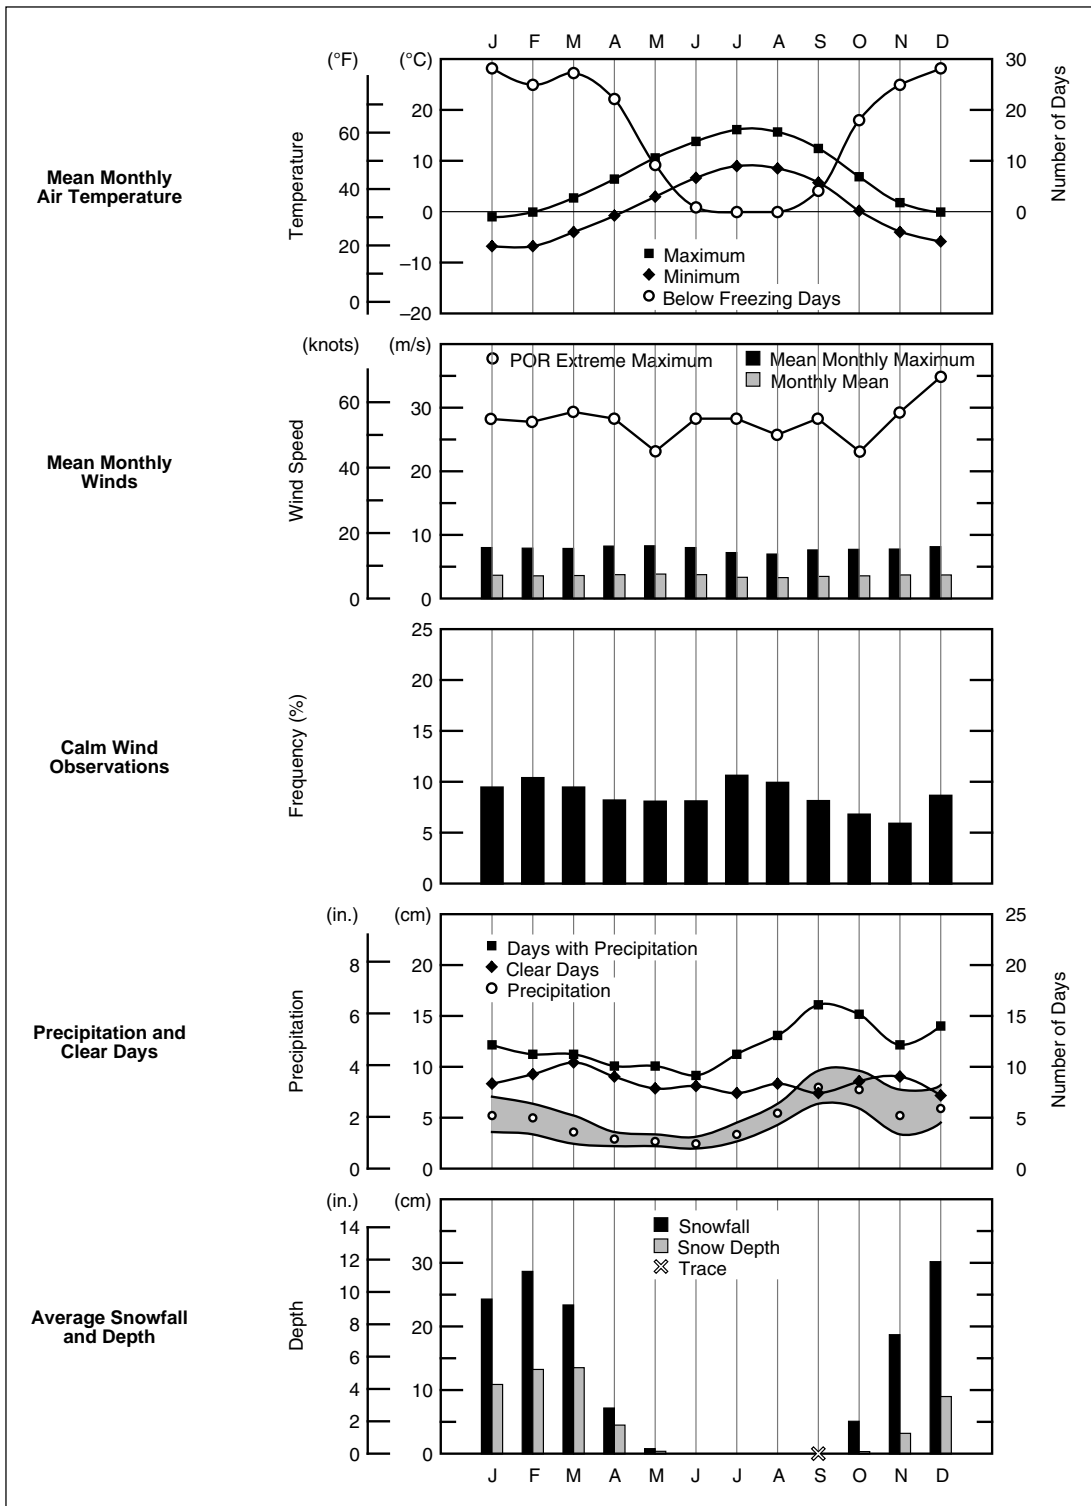 J F M A M J J A S O N D
(°F) (°C)
Mean Monthly
Air Temperature
Temperature
60
40
20
0
20
10
0
–10
–20
30
20
10
0
Number of Days
Maximum
Minimum
Below Freezing Days
(knots) (m/s)
Mean Monthly
Winds
Wind Speed
60
40
20
0
30
20
10
0
POR Extreme Maximum
Mean Monthly Maximum
Monthly Mean
Calm Wind
Observations
Frequency (%)
25
20
15
10
5
0
(in.) (cm)
Precipitation and
Clear Days
Precipitation
8
6
4
2
0
20
15
10
5
0
25
20
15
10
5
0
Number of Days
Days with Precipitation
Clear Days
Precipitation
(in.) (cm)
Average Snowfall
and Depth
Depth
14
12
10
8
6
4
2
0
30
20
10
0
Snowfall
Snow Depth
Trace
J F M A M J J A S O N D